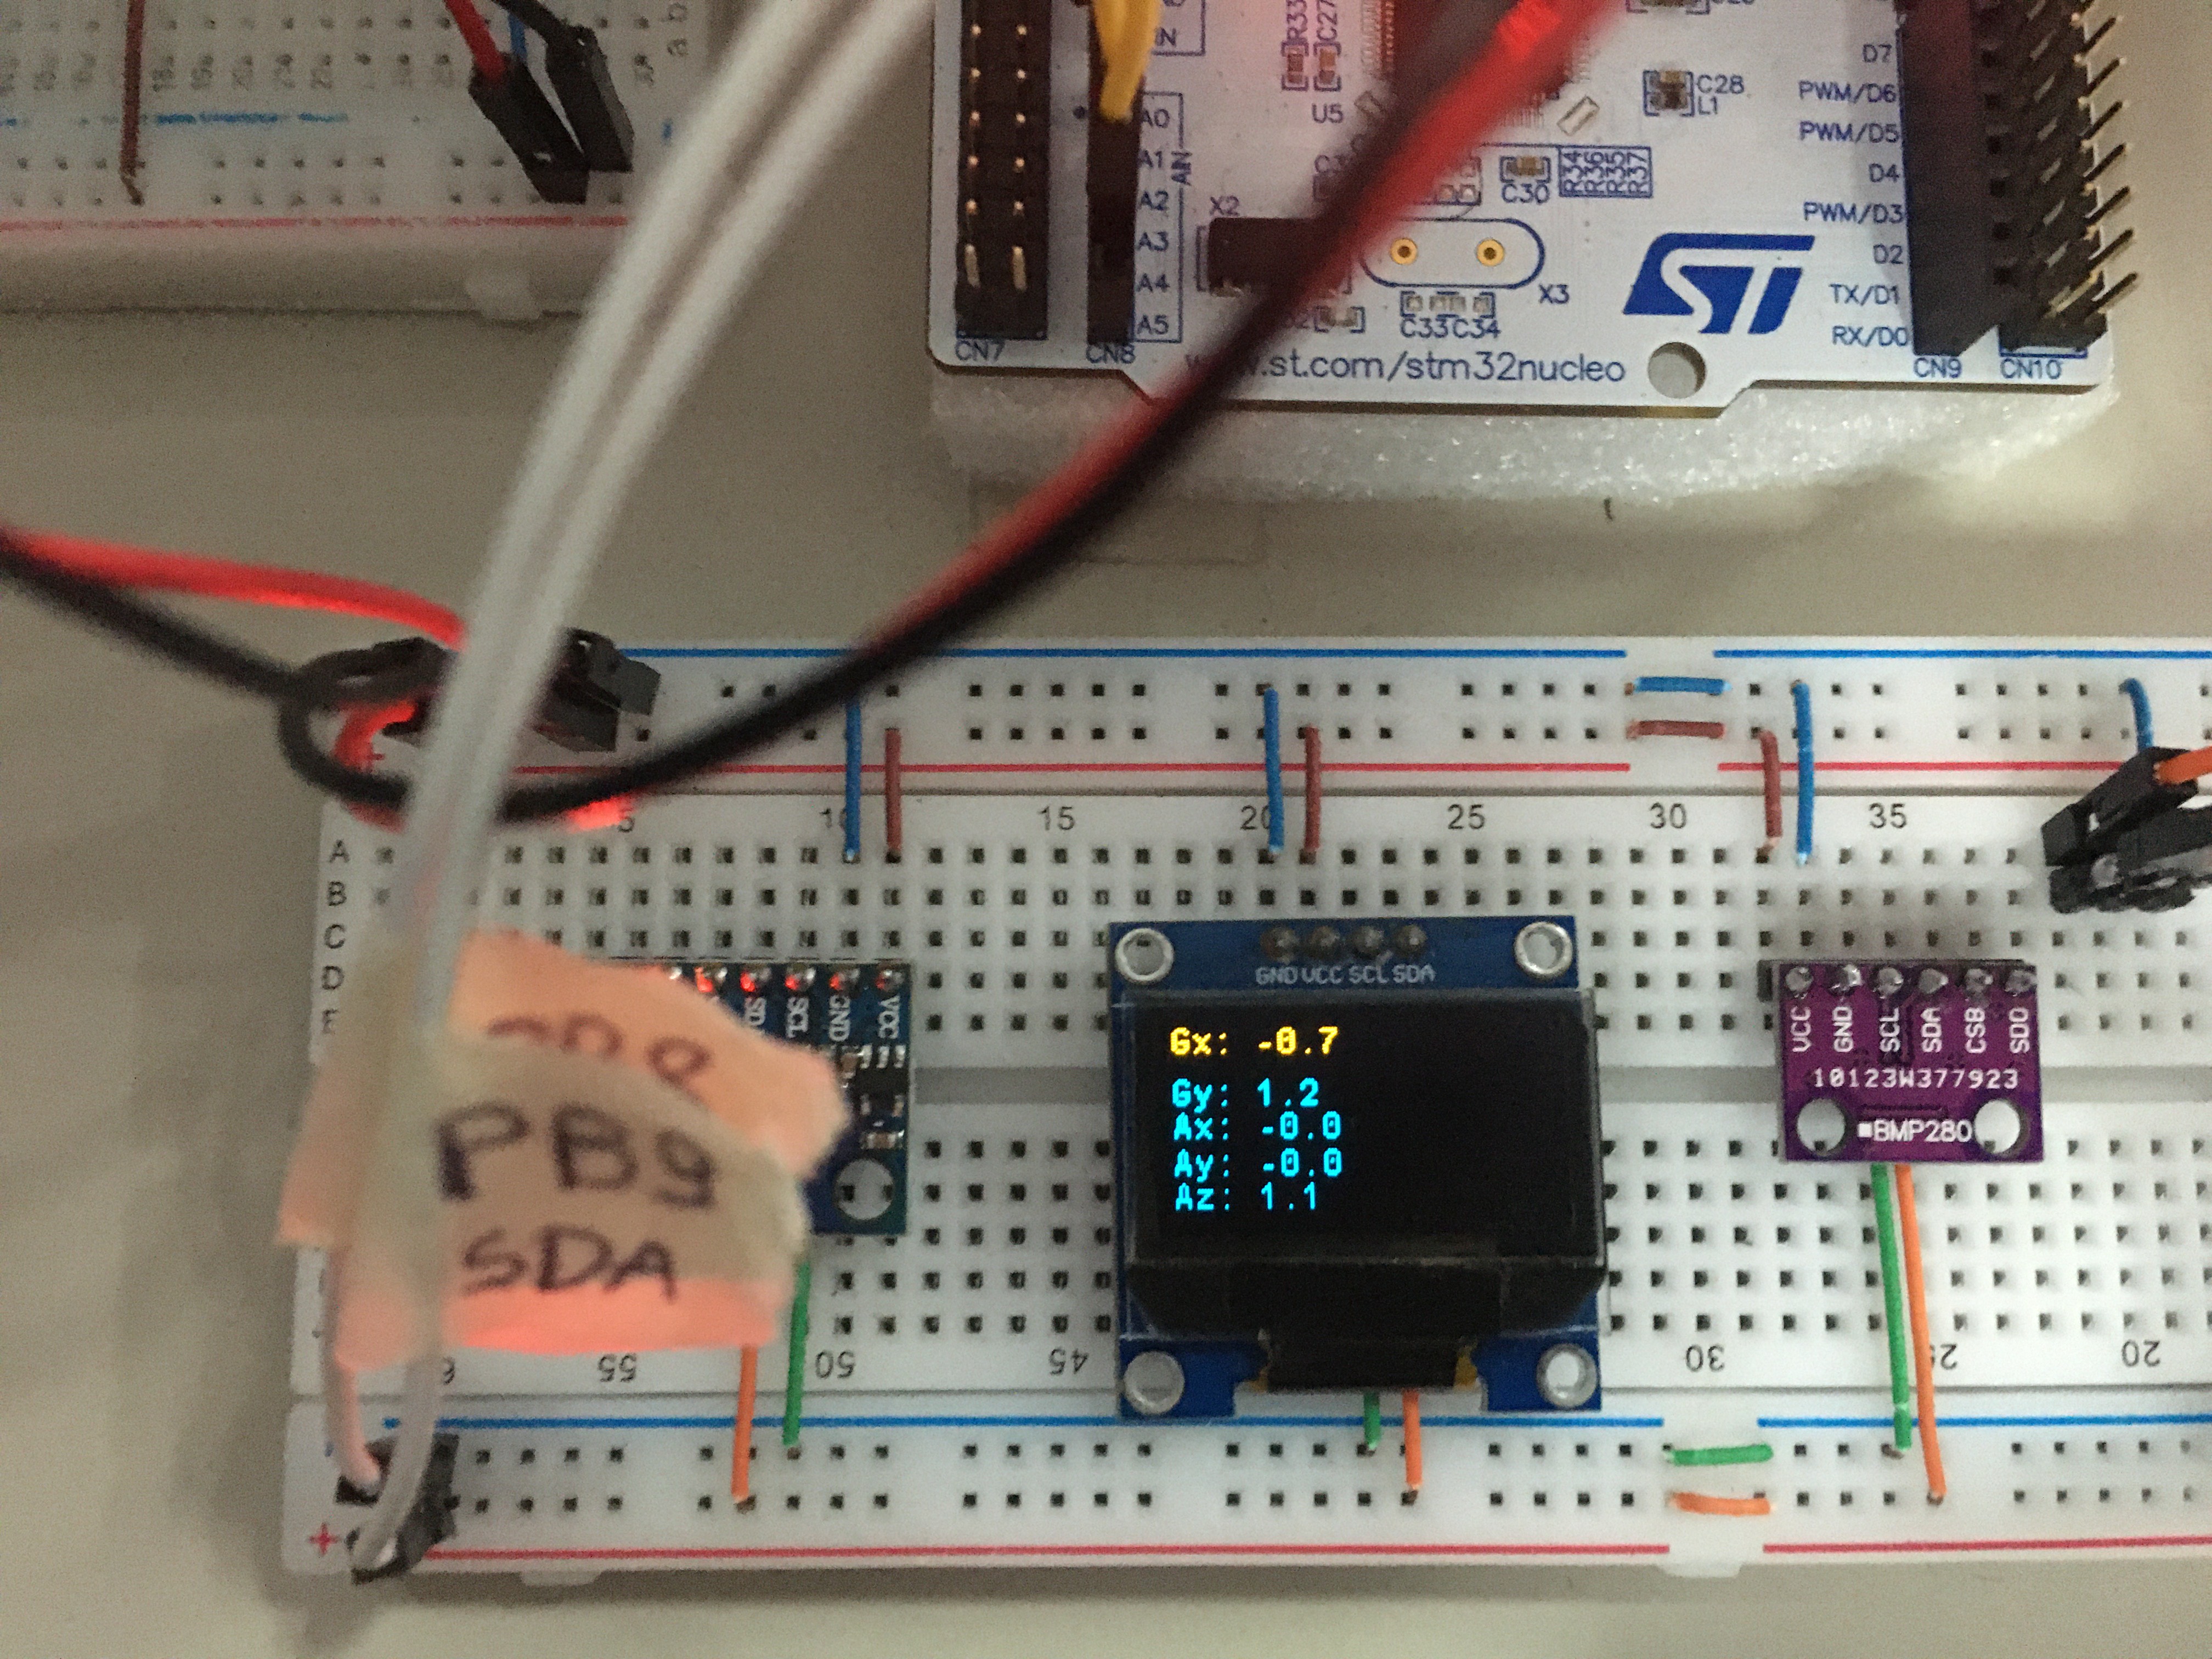 +
E D C B A
+
PB9
SDA
55
50
45
30
20
15
20
25
30
35
SCL
GND
VCC
Gx: -0.7
Gy: 1.2
Ax: -0.0
Ay: -0.0
Az: 1.1
GND VCC SCL SDA
VCC
GND
SCL
SDA
CSB
SDO
10123W377923
BMP280
CN7
CN8
A5
A4
A3
A2
A1
A0
AIN
X2
R33
C27
U5
C33
C34
C30
X3
R37
C28
L1
.st.com/stm32nucleo
ST
RX/D0
TX/D1
D2
PWM/D3
D4
PWM/D5
PWM/D6
D7
CN9
CN10
18
19
20
30
a b